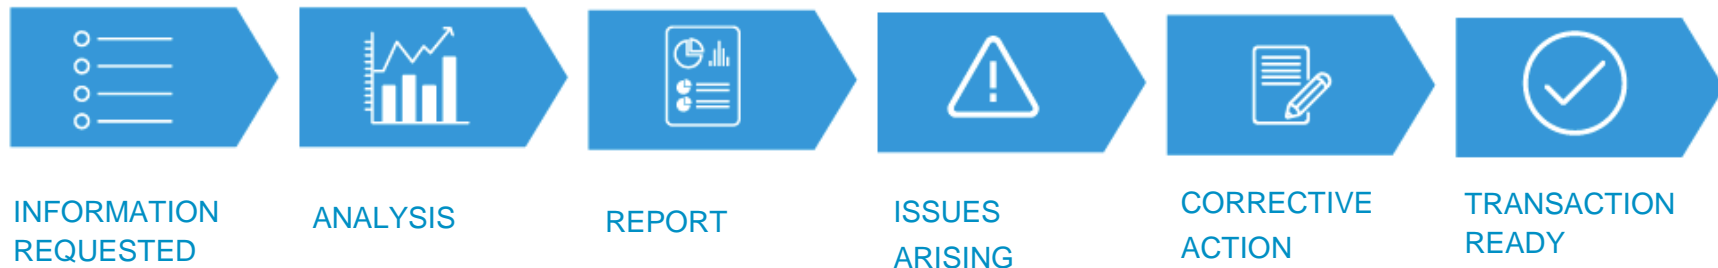 INFORMATION
REQUESTED
ANALYSIS
REPORT
ISSUES
ARISING
CORRECTIVE
ACTION
TRANSACTION
READY